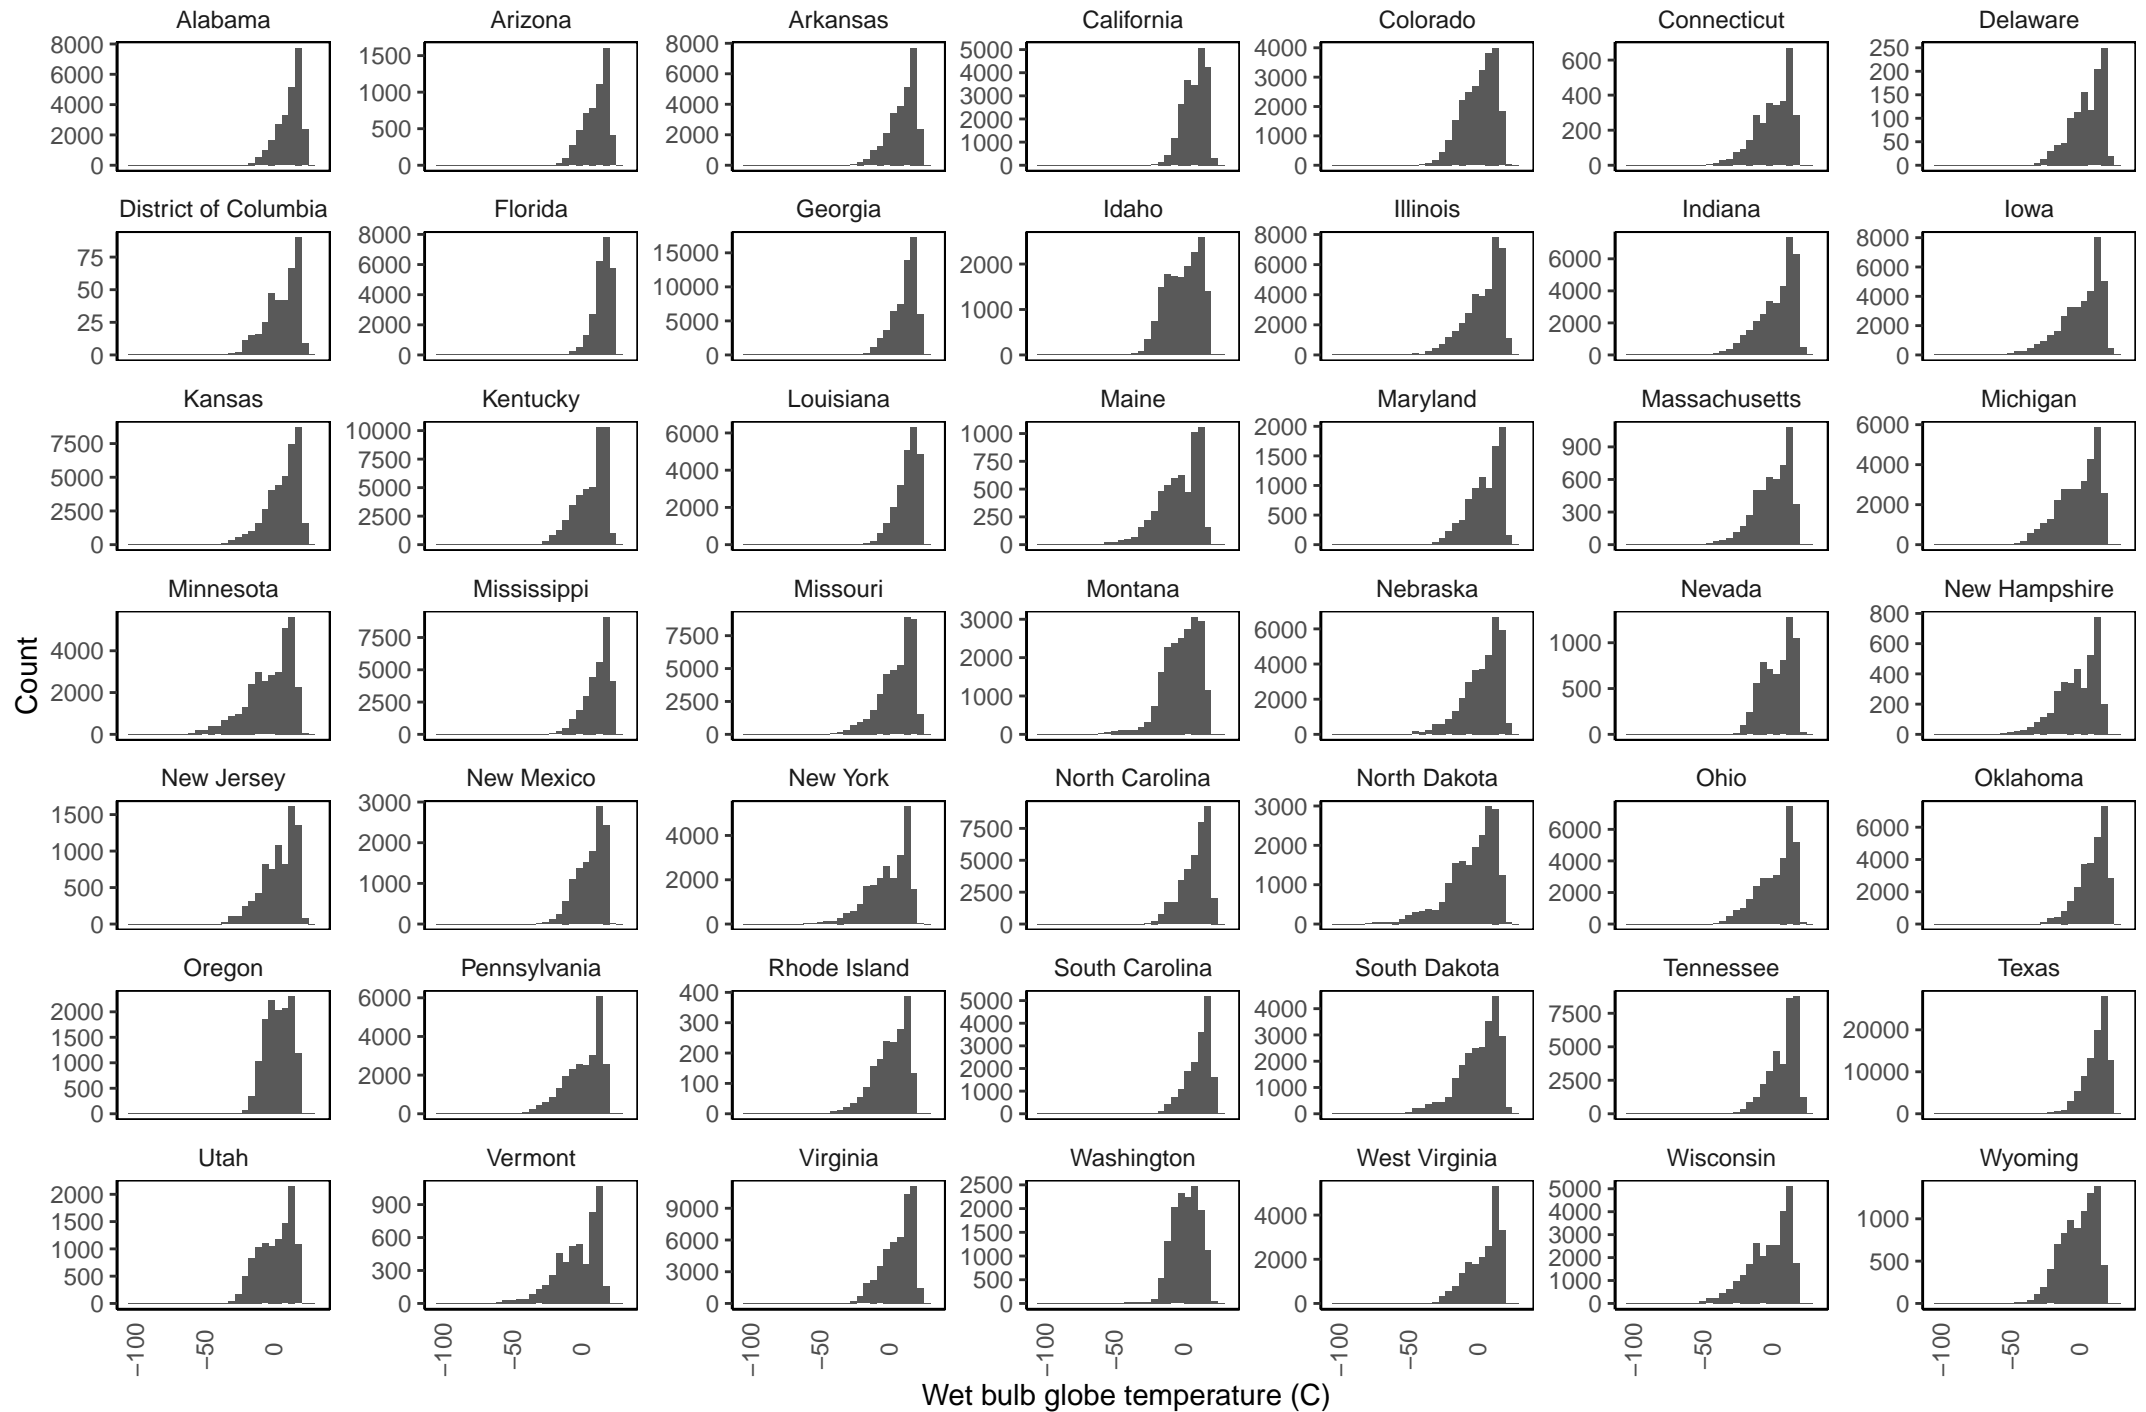 Alabama Arizona Arkansas California Colorado Connecticut Delaware
8000 6000 4000 2000 0
1500 1000 500 0
8000 6000 4000 2000 0
5000 4000 3000 2000 1000 0
4000 3000 2000 1000 0
600 400 200 0
250 200 150 100 50 0
District of Columbia Florida Georgia Idaho Illinois Indiana Iowa
75 50 25 0
8000 6000 4000 2000 0
15000 10000 5000 0
2000 1000 0
8000 6000 4000 2000 0
6000 4000 2000 0
8000 6000 4000 2000 0
Kansas Kentucky Louisiana Maine Maryland Massachusetts Michigan
7500 5000 2500 0
10000 7500 5000 2500 0
6000 4000 2000 0
1000 750 500 250 0
2000 1500 1000 500 0
900 600 300 0
6000 4000 2000 0
Minnesota Mississippi Missouri Montana Nebraska Nevada New Hampshire
4000 2000 0
7500 5000 2500 0
7500 5000 2500 0
3000 2000 1000 0
6000 4000 2000 0
1000 500 0
800 600 400 200 0
Count
New Jersey New Mexico New York North Carolina North Dakota Ohio Oklahoma
1500 1000 500 0
3000 2000 1000 0
4000 2000 0
7500 5000 2500 0
3000 2000 1000 0
6000 4000 2000 0
6000 4000 2000 0
Oregon Pennsylvania Rhode Island South Carolina South Dakota Tennessee Texas
2000 1500 1000 500 0
6000 4000 2000 0
400 300 200 100 0
5000 4000 3000 2000 1000 0
4000 3000 2000 1000 0
7500 5000 2500 0
20000 10000 0
Utah Vermont Virginia Washington West Virginia Wisconsin Wyoming
2000 1500 1000 500 0
900 600 300 0
9000 6000 3000 0
2500 2000 1500 1000 500 0
4000 2000 0
5000 4000 3000 2000 1000 0
1000 500 0
−100 −50 0 −100 −50 0 −100 −50 0 −100 −50 0 −100 −50 0 −100 −50 0 −100 −50 0
Wet bulb globe temperature (C)